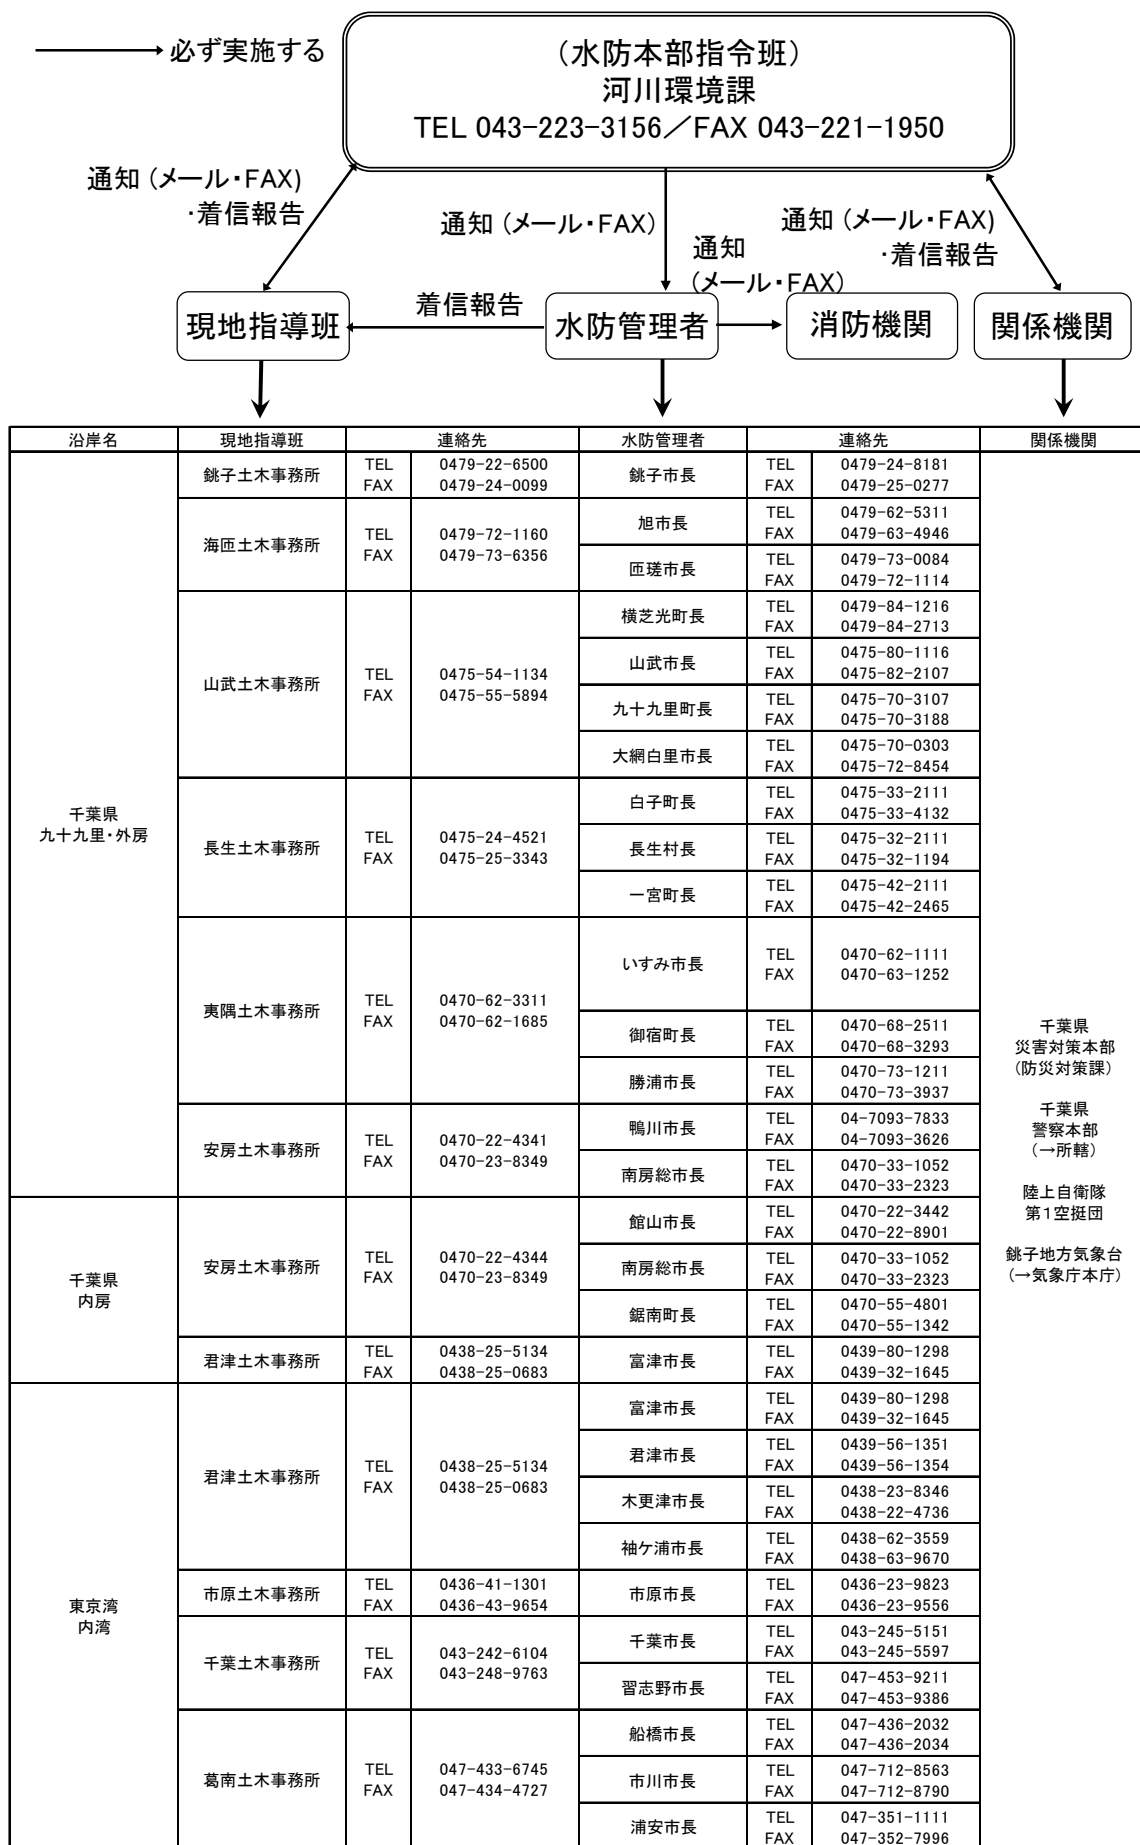 必ず実施する
（水防本部指令班）
河川環境課
TEL 043-223-3156／FAX 043-221-1950
通知（メール・FAX）
・着信報告
通知（メール・FAX）
通知
（メール・FAX）
通知（メール・FAX）
・着信報告
着信報告
現地指導班
水防管理者
消防機関
関係機関
沿岸名 現地指導班 連絡先 水防管理者 連絡先 関係機関
千葉県
九十九里・外房
銚子土木事務所
TEL 0479-22-6500
FAX 0479-24-0099
銚子市長
TEL 0479-24-8181
FAX 0479-25-0277
海匝土木事務所
TEL 0479-72-1160
FAX 0479-73-6356
旭市長
TEL 0479-62-5311
FAX 0479-63-4946
匝瑳市長
TEL 0479-73-0084
FAX 0479-72-1114
山武土木事務所
TEL 0475-54-1134
FAX 0475-55-5894
横芝光町長
TEL 0479-84-1216
FAX 0479-84-2713
山武市長
TEL 0475-80-1116
FAX 0475-82-2107
九十九里町長
TEL 0475-70-3107
FAX 0475-70-3188
大網白里市長
TEL 0475-70-0303
FAX 0475-72-8454
長生土木事務所
TEL 0475-24-4521
FAX 0475-25-3343
白子町長
TEL 0475-33-2111
FAX 0475-33-4132
長生村長
TEL 0475-32-2111
FAX 0475-32-1194
一宮町長
TEL 0475-42-2111
FAX 0475-42-2465
夷隅土木事務所
TEL 0470-62-3311
FAX 0470-62-1685
いすみ市長
TEL 0470-62-1111
FAX 0470-63-1252
御宿町長
TEL 0470-68-2511
FAX 0470-68-3293
勝浦市長
TEL 0470-73-1211
FAX 0470-73-3937
安房土木事務所
TEL 0470-22-4341
FAX 0470-23-8349
鴨川市長
TEL 04-7093-7833
FAX 04-7093-3626
南房総市長
TEL 0470-33-1052
FAX 0470-33-2323
千葉県
内房
安房土木事務所
TEL 0470-22-4344
FAX 0470-23-8349
館山市長
TEL 0470-22-3442
FAX 0470-22-8901
南房総市長
TEL 0470-33-1052
FAX 0470-33-2323
鋸南町長
TEL 0470-55-4801
FAX 0470-55-1342
君津土木事務所
TEL 0438-25-5134
FAX 0438-25-0683
富津市長
TEL 0439-80-1298
FAX 0439-32-1645
東京湾
内湾
君津土木事務所
TEL 0438-25-5134
FAX 0438-25-0683
富津市長
TEL 0439-80-1298
FAX 0439-32-1645
君津市長
TEL 0439-56-1351
FAX 0439-56-1354
木更津市長
TEL 0438-23-8346
FAX 0438-22-4736
袖ケ浦市長
TEL 0438-62-3559
FAX 0438-63-9670
市原土木事務所
TEL 0436-41-1301
FAX 0436-43-9654
市原市長
TEL 0436-23-9823
FAX 0436-23-9556
千葉土木事務所
TEL 043-242-6104
FAX 043-248-9763
千葉市長
TEL 043-245-5151
FAX 043-245-5597
習志野市長
TEL 047-453-9211
FAX 047-453-9386
葛南土木事務所
TEL 047-433-6745
FAX 047-434-4727
船橋市長
TEL 047-436-2032
FAX 047-436-2034
市川市長
TEL 047-712-8563
FAX 047-712-8790
浦安市長
TEL 047-351-1111
FAX 047-352-7996
千葉県
災害対策本部
（防災対策課）
千葉県
警察本部
（→所轄）
陸上自衛隊
第1空挺団
銚子地方気象台
（→気象庁本庁）